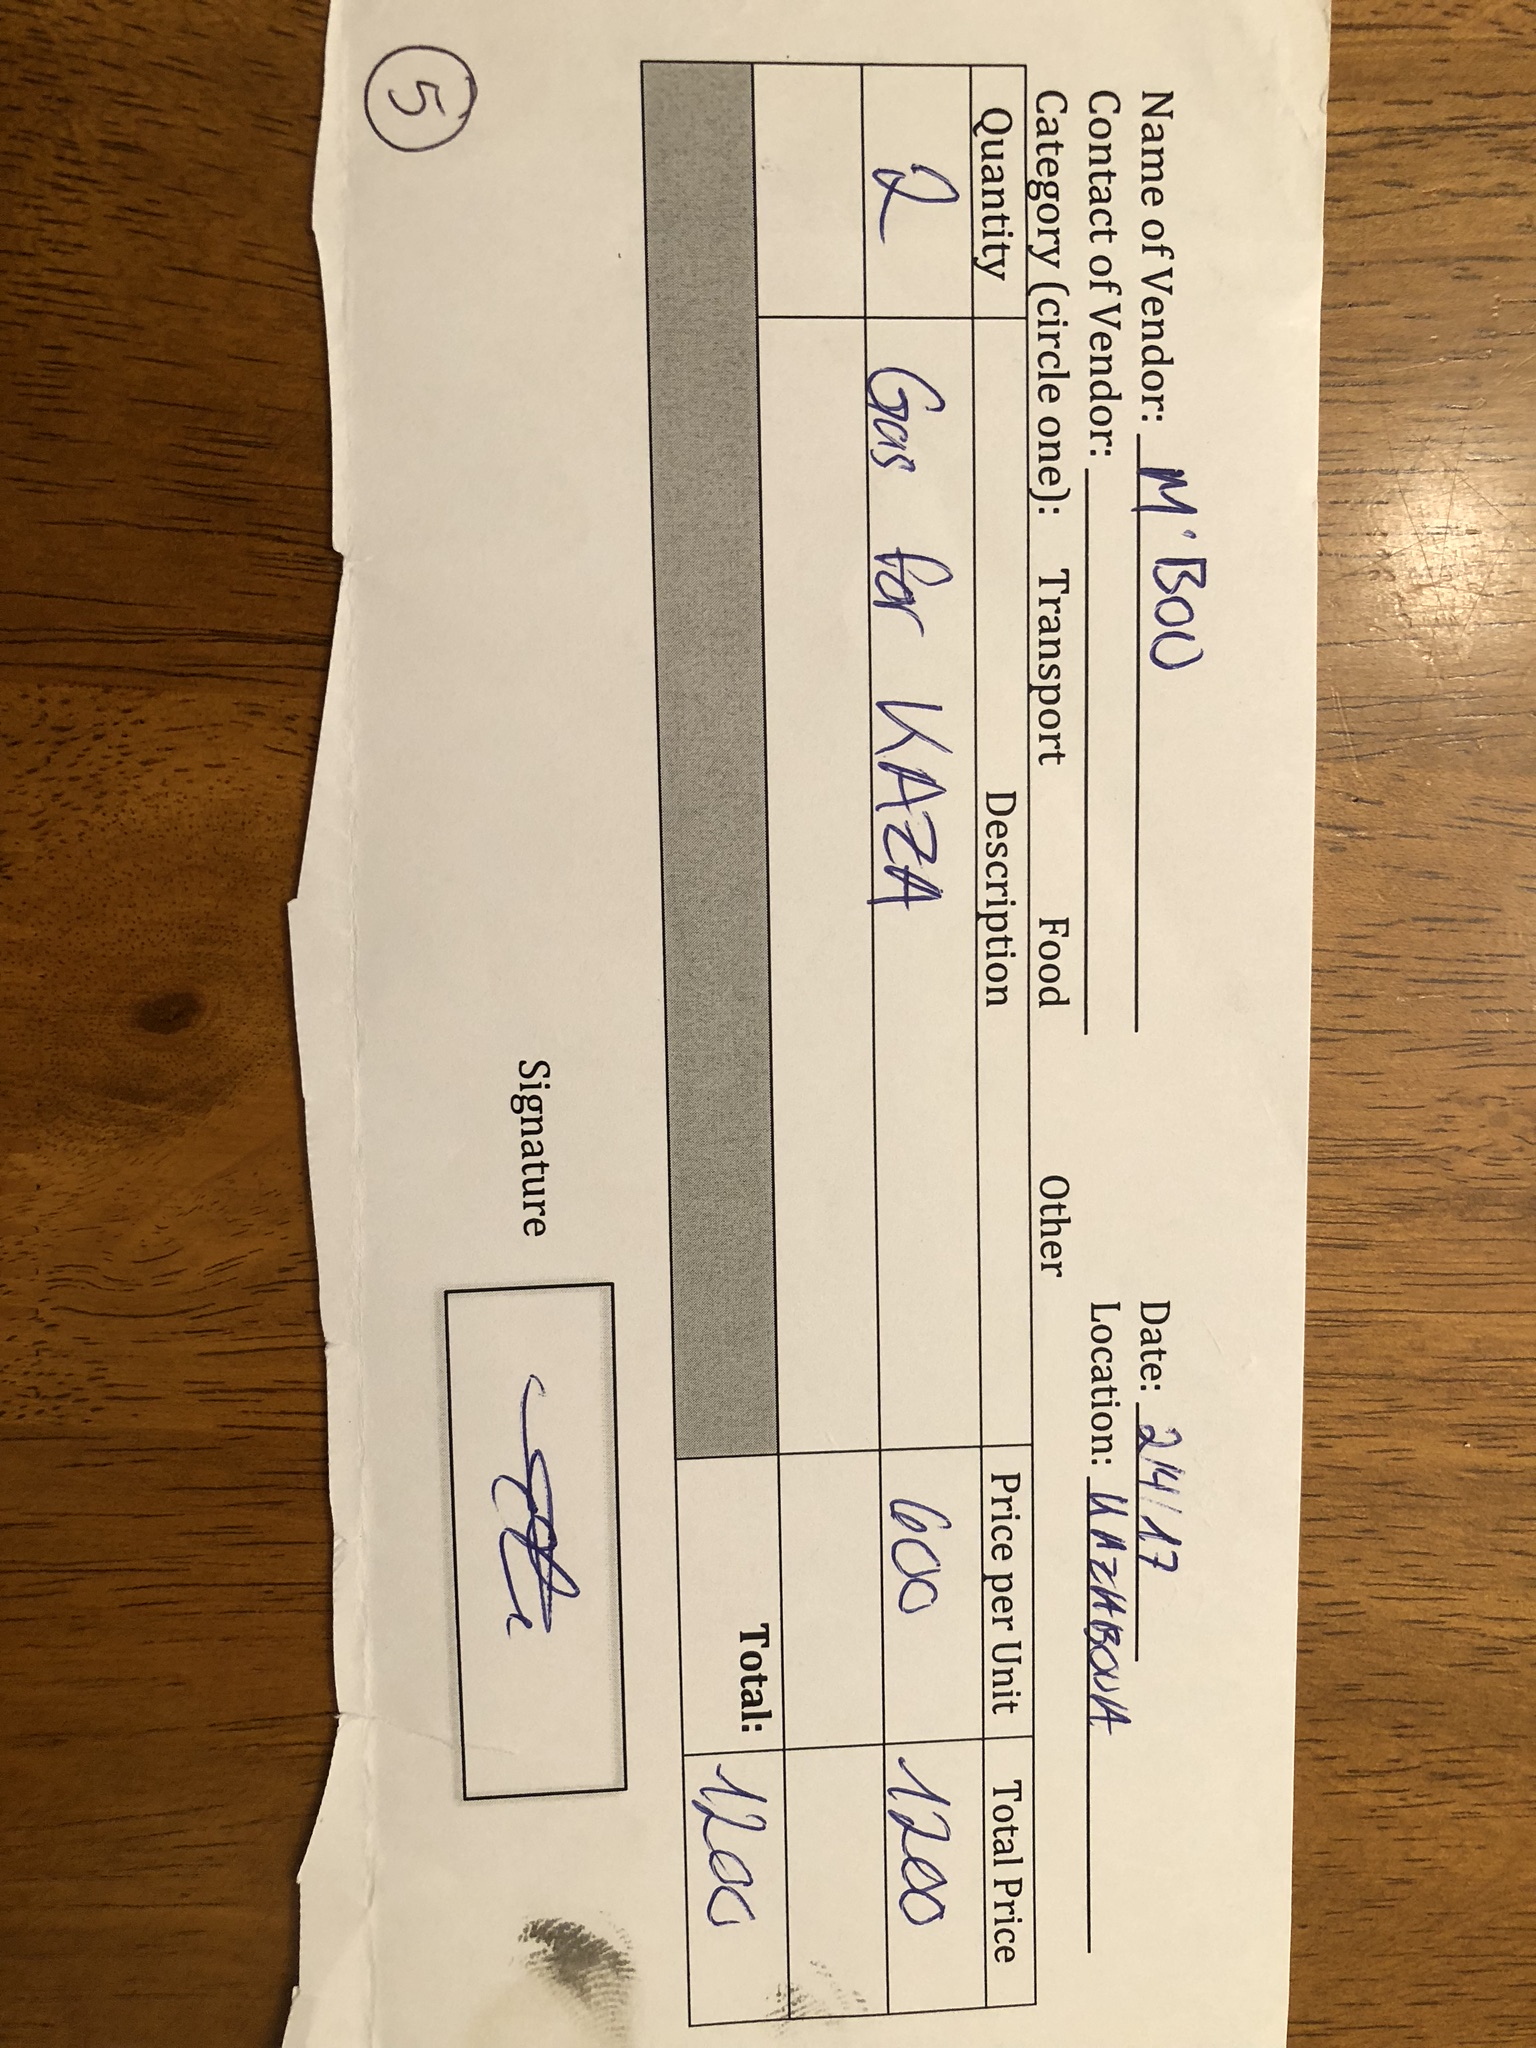 Name of Vendor: M'BOU Date: 2/4/17
Contact of Vendor: Location: KAZABOUA
Category (circle one): Transport Food Other
Quantity Description Price per Unit Total Price
2 Gas for KAZA 600 1200
Total: 1200
Signature
5